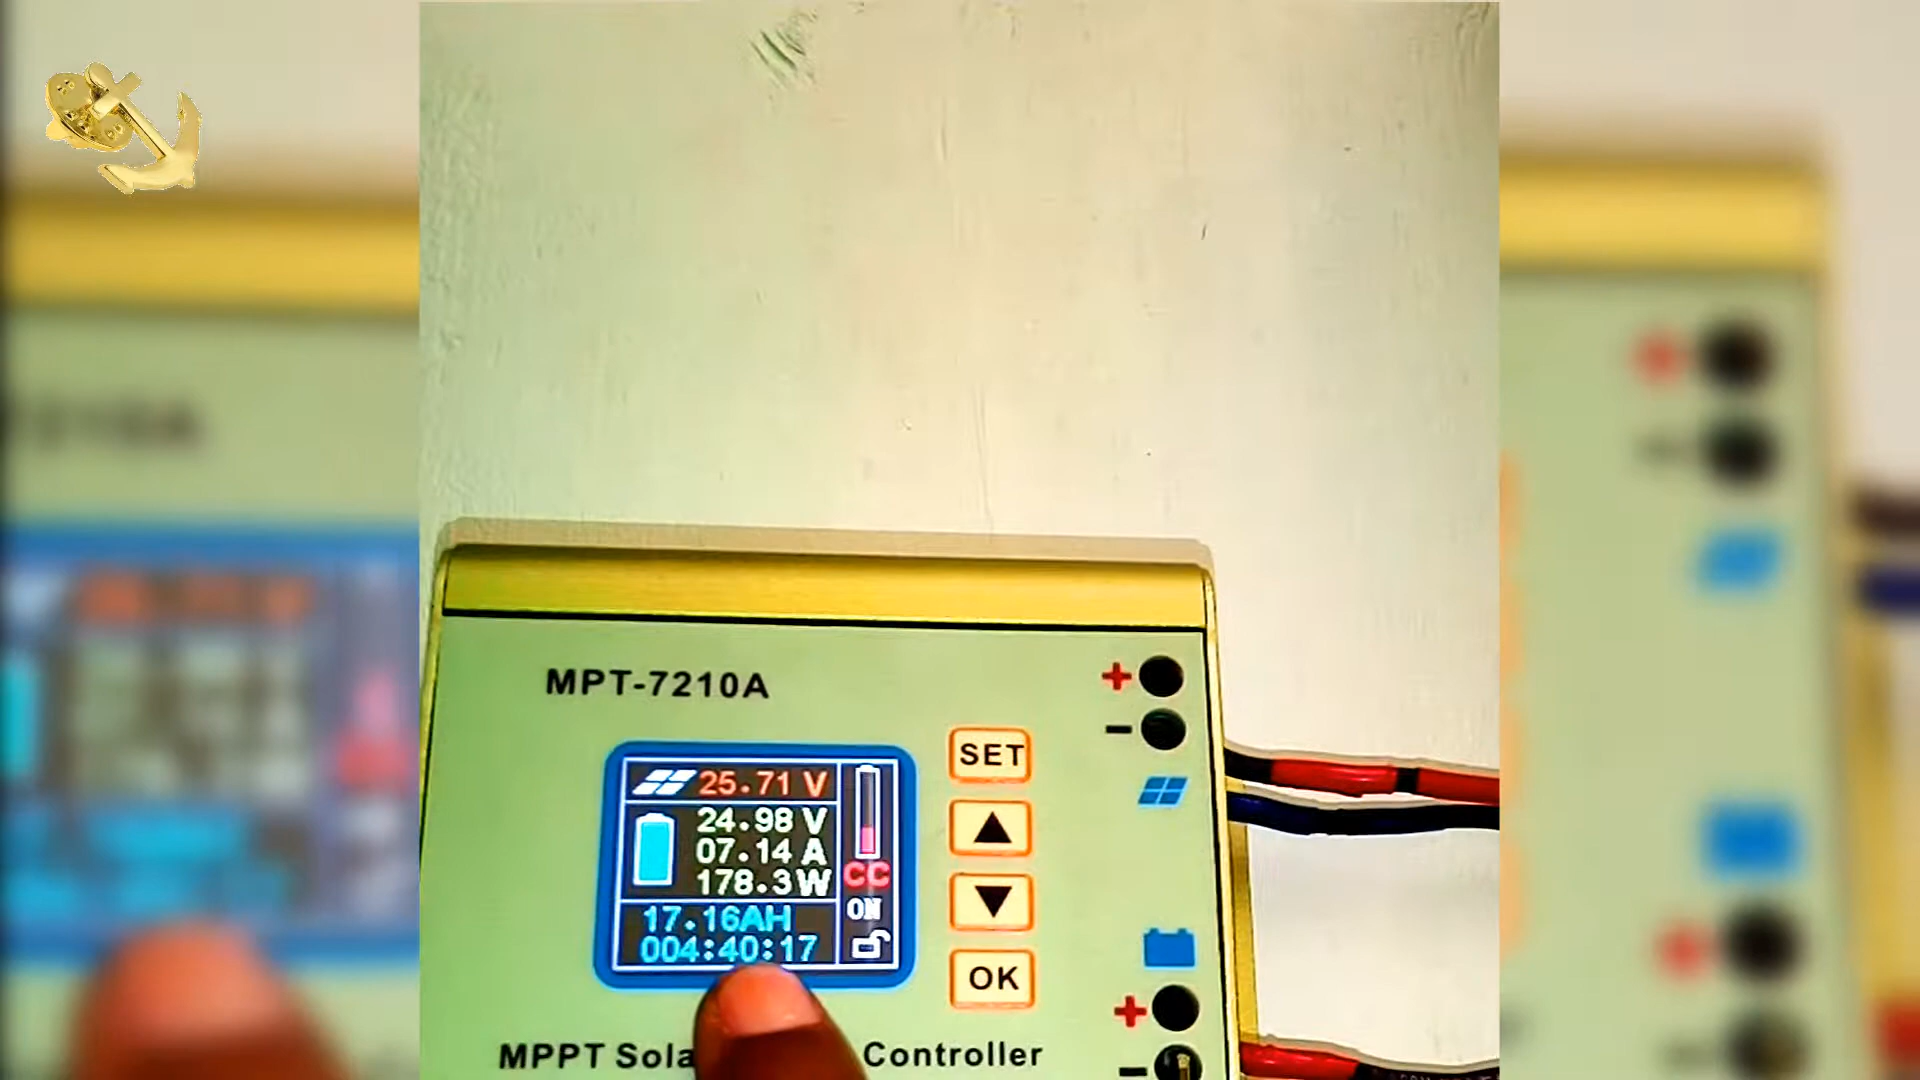 MPT-7210A
25.71 V
24.98 V
07.14 A
178.3W
17.16AH
004:40:17
CC
ON
SET
OK
MPPT Sola
Controller